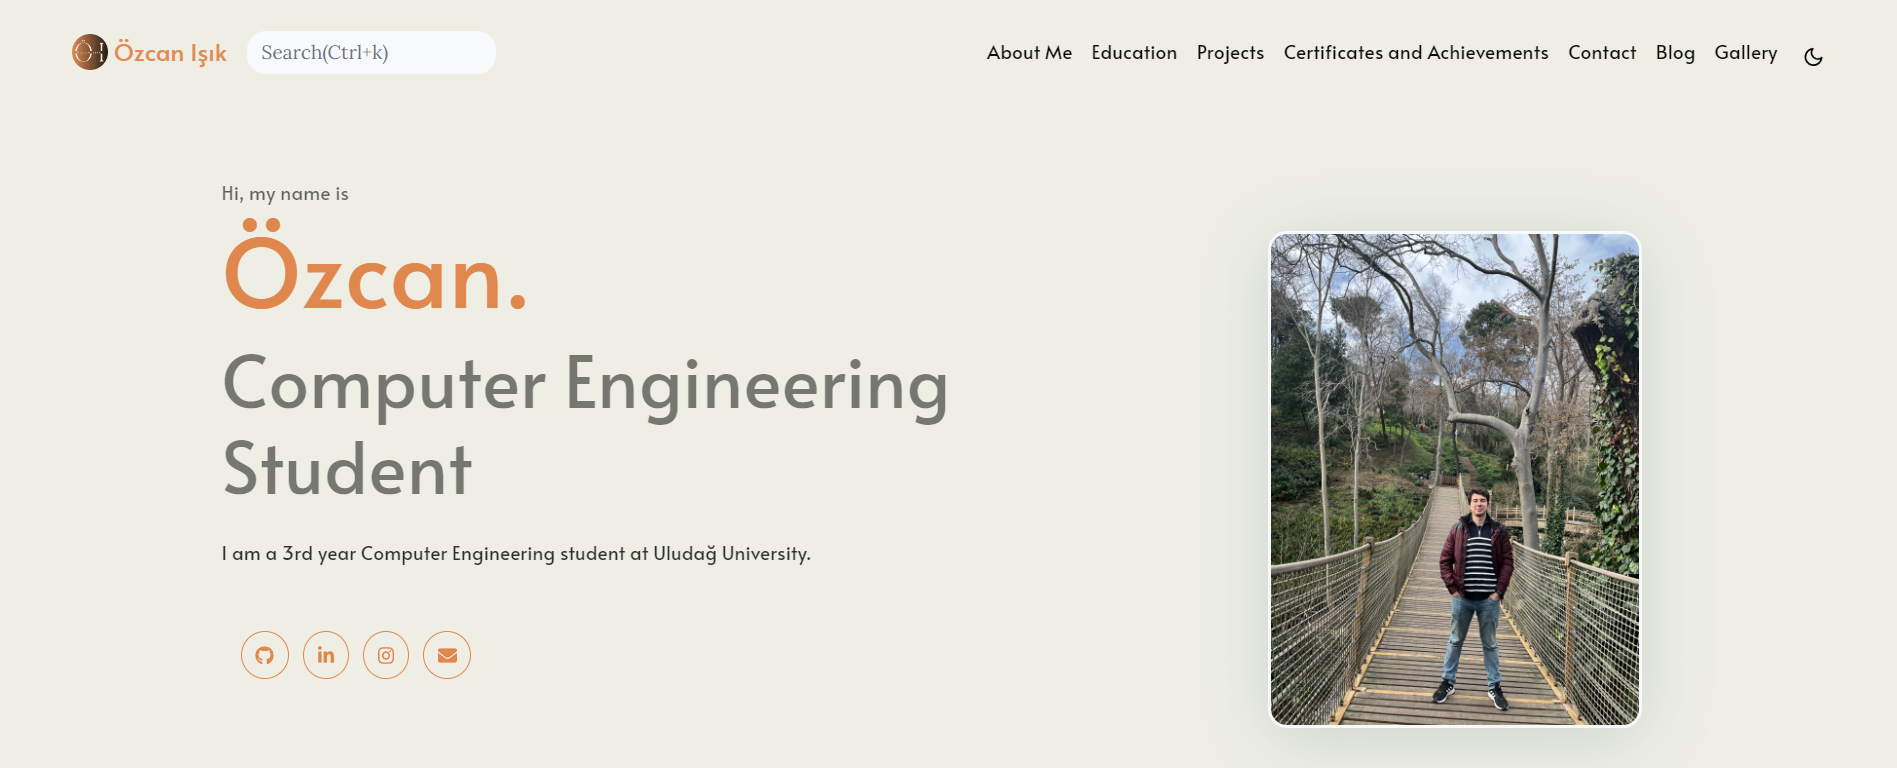 Özcan Işık
Search(Ctrl+k)
About Me
Education
Projects
Certificates and Achievements
Contact
Blog
Gallery
Hi, my name is
Özcan.
Computer Engineering
Student
I am a 3rd year Computer Engineering student at Uludağ University.